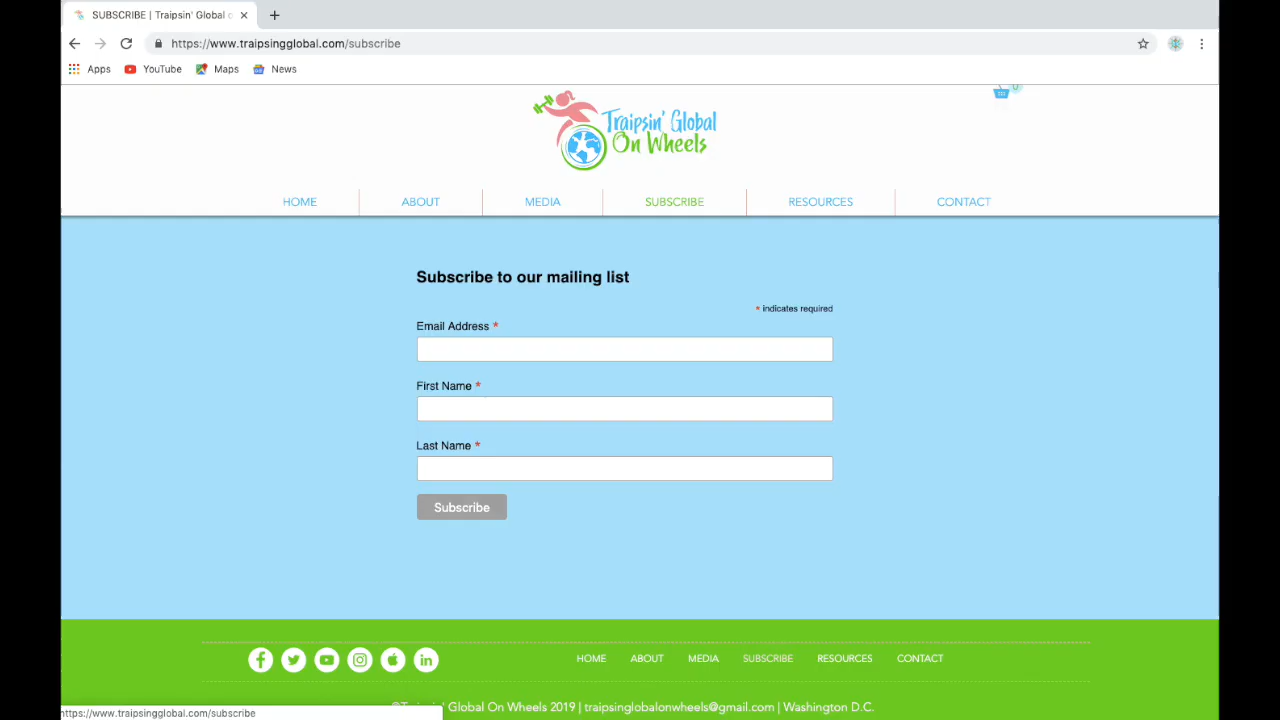 SUBSCRIBE | Traipsin' Global o
https://www.traipsingglobal.com/subscribe
Apps YouTube Maps News
0
Traipsin' Global
On Wheels
HOME ABOUT MEDIA SUBSCRIBE RESOURCES CONTACT
Subscribe to our mailing list
* indicates required
Email Address *
First Name *
Last Name *
Subscribe
HOME ABOUT MEDIA SUBSCRIBE RESOURCES CONTACT
©Traipsin' Global On Wheels 2019 | traipsinglobalonwheels@gmail.com | Washington D.C.
https://www.traipsingglobal.com/subscribe